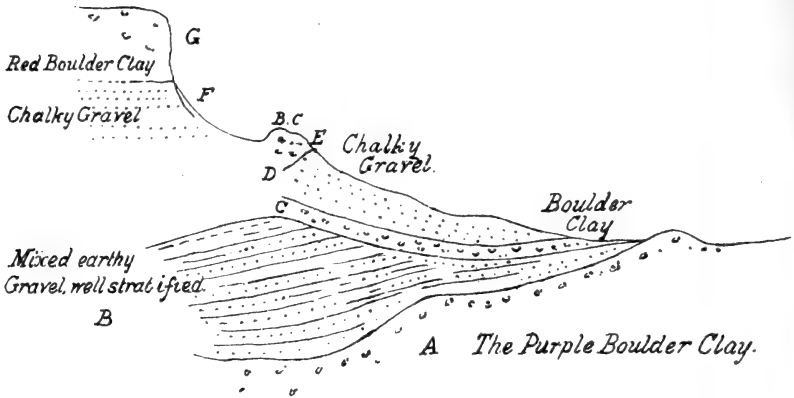 G
Red Boulder Clay
F
Chalky Gravel
B.C
E
Chalky
Gravel.
D
C
Boulder
Clay
Mixed earthy
Gravel, well stratified.
B
A The Purple Boulder Clay.